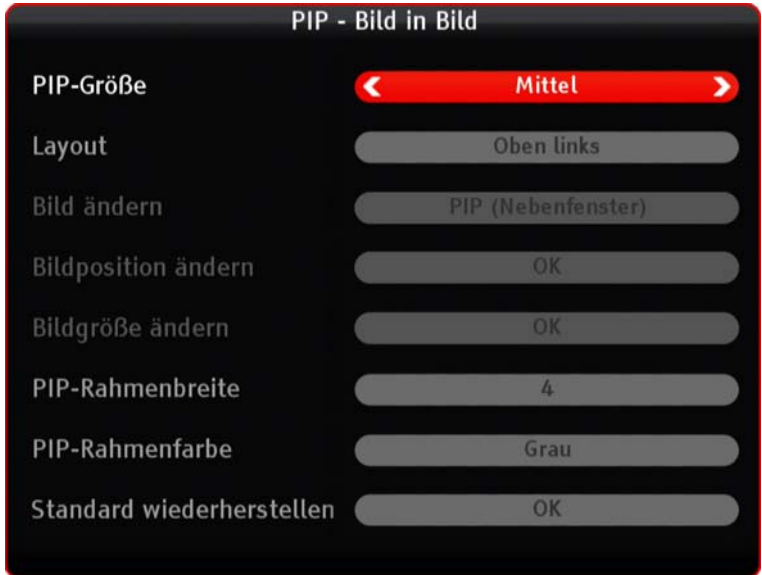 PIP - Bild in Bild
PIP-Größe Mittel
Layout Oben links
Bild ändern PIP (Nebenfenster)
Bildposition ändern OK
Bildgröße ändern OK
PIP-Rahmenbreite 4
PIP-Rahmenfarbe Grau
Standard wiederherstellen OK